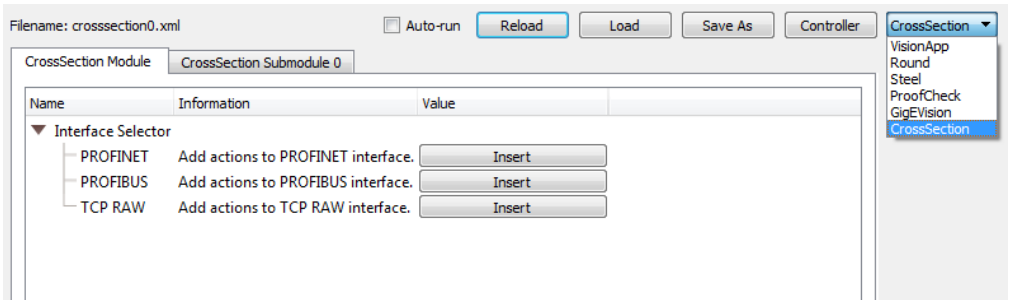 Filename: crosssection0.xml Auto-run Reload Load Save As Controller CrossSection
VisionApp
Round
Steel
ProofCheck
GigEVision
CrossSection
CrossSection Module CrossSection Submodule 0
Name Information Value
Interface Selector
PROFINET Add actions to PROFINET interface. Insert
PROFIBUS Add actions to PROFIBUS interface. Insert
TCP RAW Add actions to TCP RAW interface. Insert